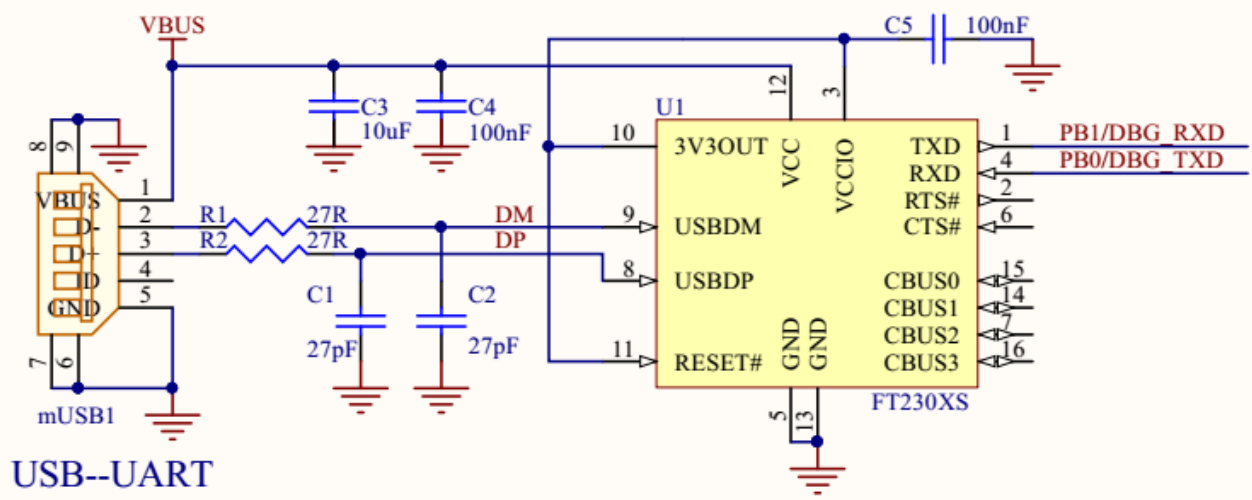 VBUS
C5 100nF
12
3
C3
10uF
C4
100nF
U1
8
9
10 3V3OUT
VCC
VCCIO
TXD 1 PB1/DBG_RXD
RXD 4 PB0/DBG_TXD
RTS# 2
CTS# 6
VBUS 1
D- 2 R1 27R DM 9 USBDM
D+ 3 R2 27R DP 8 USBDP
ID 4
GND 5
C1
27pF
C2
27pF
CBUS0 15
CBUS1 14
CBUS2 7
CBUS3 16
11 RESET#
GND
GND
7
6
5
13
mUSB1
FT230XS
USB--UART